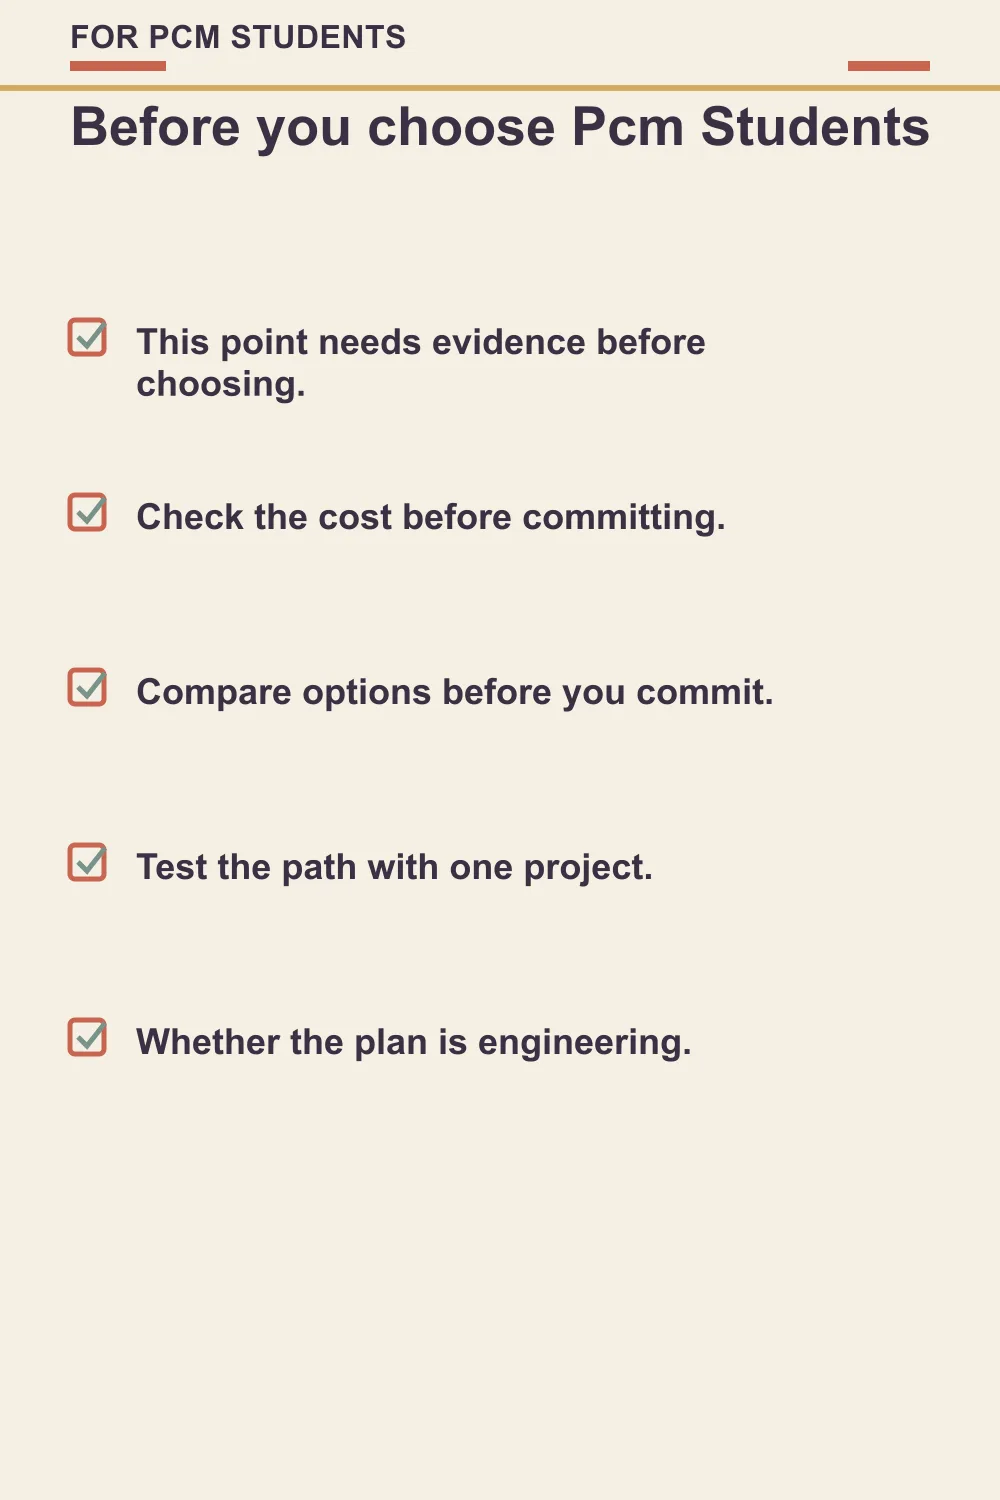 FOR PCM STUDENTS
Before you choose Pcm Students
This point needs evidence before
choosing.
Check the cost before committing.
Compare options before you commit.
Test the path with one project.
Whether the plan is engineering.